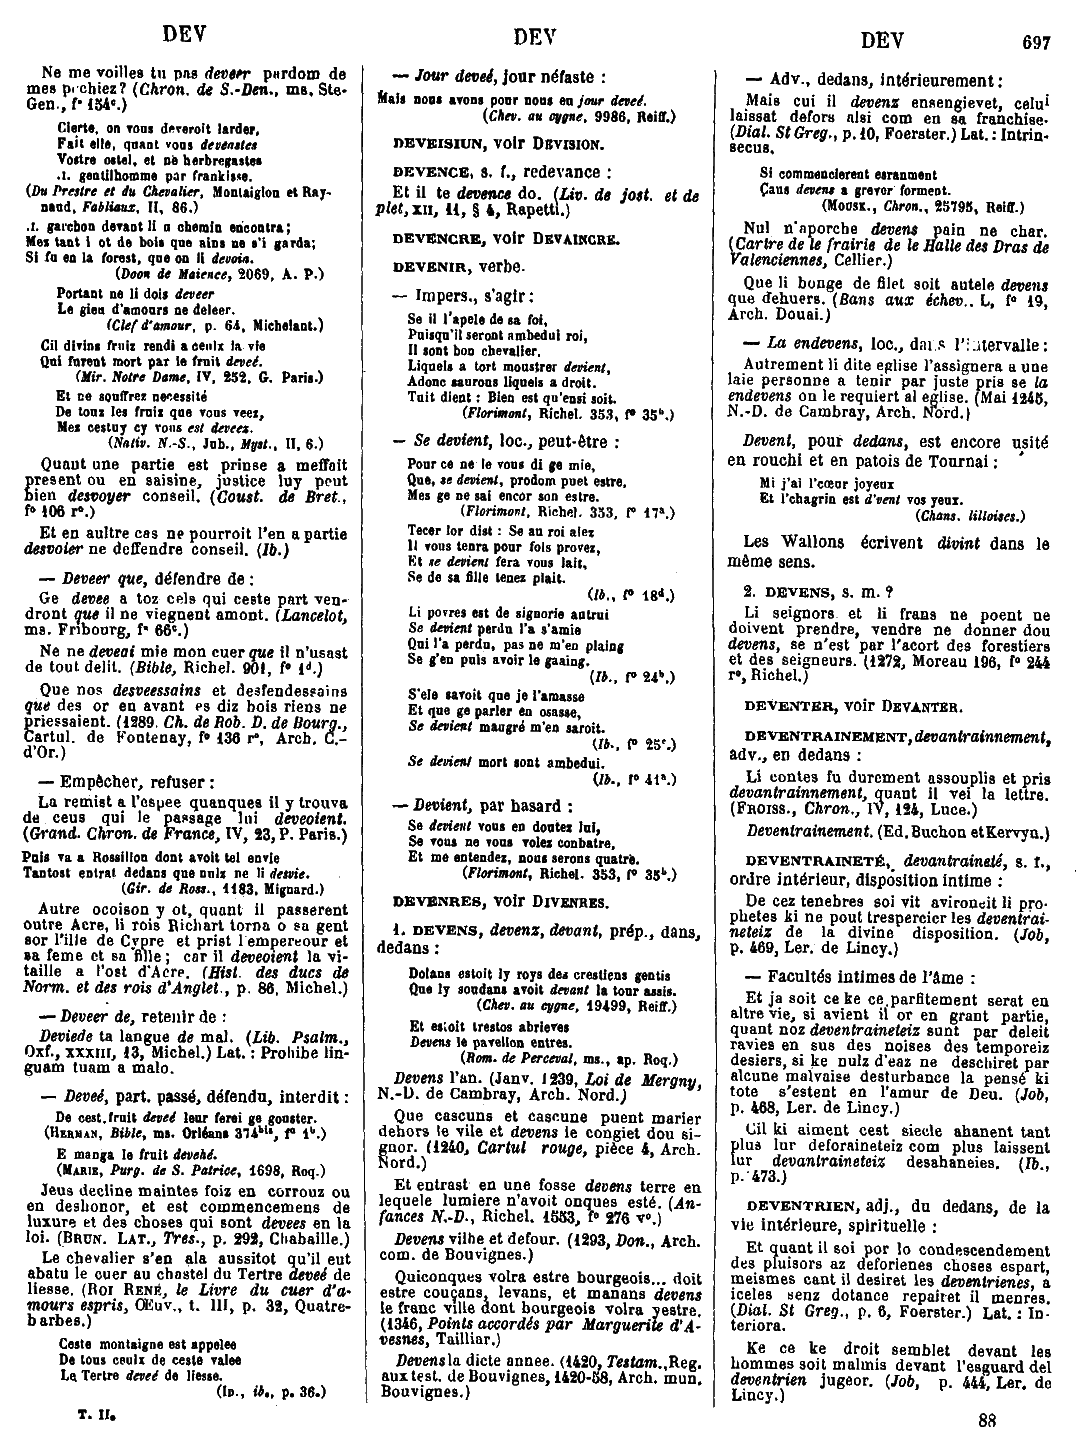 DEV
DEV
DEV
697
Ne me voilles tu pas deveer pardom de
mes pechiez? (Chron. de S.-Den., ms. Ste-
Gen., fº 154ᵉ.)
Clerte, on vous deveroit larder,
Fait elle, quant vous devenstes
Vostre ostel, et ne herbregastes
.I. gentilhomme par frankisse.
(Du Prestre et du Chevalier, Montaiglon et Ray-
naud, Fabliaux, II, 86.)
.I. garchon devant li a chemin encontra;
Mes tant i ot de bois que ains ne s'i garda;
Si fu en la forest, que on li devoia.
(Doon de Maience, 2069, A. P.)
Portant ne li dois deveer
Le gieu d'amours ne deleer.
(Clef d'amour, p. 64, Michelant.)
Cil divins fruiz rendi a ceulx la vie
Qui furent mort par le fruit deveé.
(Mir. Notre Dame, IV, 252, G. Paris.)
Et ne souffrez necessité
De touz les fruiz que vous veez,
Mez cestuy cy vous est deveez.
(Nativ. N.-S., Jub., Myst., II, 6.)
Quant une partie est prinse a meffait
present ou en saisine, justice luy peut
bien desvoyer conseil. (Coust. de Bret.,
fº 106 rº.)
Et en aultre cas ne pourroit l'en a partie
desvoier ne deffendre conseil. (Ib.)
— Deveer que, défendre de :
Ge devee a toz cels qui ceste part ven-
dront que il ne viegnent amont. (Lancelot,
ms. Fribourg, fº 66ᶜ.)
Ne ne deveai mie mon cuer que il n'usast
de tout delit. (Bible, Richel. 901, fº 1ᵈ.)
Que nos desveessains et desfendessains
que des or en avant es diz bois riens ne
priessaient. (1289. Ch. de Rob. D. de Bourg.,
Cartul. de Fontenay, fº 136 rº, Arch. C.-
d'Or.)
— Empêcher, refuser :
La remist a l'espee quanques il y trouva
de ceus qui le passage lui deveoient.
(Grand. Chron. de France, IV, 23, P. Paris.)
Puis va a Rossillon dont avoit tel envie
Tantost entrat dedans que nulz ne li desvie.
(Gir. de Ross., 1183, Mignard.)
Autre ocoison y ot, quant il passerent
outre Acre, li rois Richart torna o sa gent
sor l'ille de Cypre et prist l'empereour et
sa feme et sa fille; car il deveoient la vi-
taille a l'ost d'Acre. (Hist. des ducs de
Norm. et des rois d'Anglet., p. 86, Michel.)
— Deveer de, retenir de :
Deviede ta langue de mal. (Lib. Psalm.,
Oxf., XXXIII, 13, Michel.) Lat. : Prohibe lin-
guam tuam a malo.
— Deveé, part. passé, défendu, interdit :
De cest fruit deveé leur ferei ge gouster.
(HERMAN, Bible, ms. Orléans 374ᵇⁱˢ, fº 1ᵇ.)
E manga le fruit devehé.
(MARIE, Purg. de S. Patrice, 1698, Roq.)
Jeus decline maintes foiz en corrouz ou
en deshonor, et est commencemens de
luxure et des choses qui sont devees en la
loi. (BRUN. LAT., Tres., p. 292, Chabaille.)
Le chevalier s'en ala aussitot qu'il eut
abatu le cuer au chastel du Tertre deveé de
liesse. (ROI RENÉ, le Livre du cuer d'a-
mours espris, Œuv., t. III, p. 32, Quatre-
barbes.)
Ceste montaigne est appelee
De tous ceulx de ceste valee
La Tertre deveé de liesse.
(ID., ib., p. 36.)
T. II.
— Jour deveé, jour néfaste :
Mais nous avons pour nous en jour deveé.
(Chev. au cygne, 9986, Reiff.)
DEVEISIUN, voir DEVISION.
DEVENCE, s. f., redevance :
Et il te devence do. (Liv. de jost. et de
plet, XII, 11, § 4, Rapetti.)
DEVENCRE, voir DEVAINCRE.
DEVENIR, verbe.
— Impers., s'agir :
Se il l'apele de sa foi,
Puisqu'il seront ambedui roi,
Il sont bon chevalier,
Liquels a tort moustrer devient,
Adonc saurons liquels a droit.
Tuit dient : Bien est qu'ensi soit.
(Florimont, Richel. 353, fº 35ᵇ.)
— Se devient, loc., peut-être :
Pour ce ne le vous di ge mie,
Que, se devient, prodom puet estre,
Mes ge ne sai encor son estre.
(Florimont, Richel. 353, fº 17ᵃ.)
Tecer lor dist : Se au roi alez
Il vous tenra pour fols provez,
Et se devient fera vous lait,
Se de sa fille tenez plait.
(Ib., fº 18ᵈ.)
Li povres est de signorie autrui
Se devient perdu l'a s'amie
Qui l'a perdu, pas ne m'en plaing
Se g'en puis avoir le gaaing.
(Ib., fº 24ᵇ.)
S'ele savoit que je l'amasse
Et que ge parler en osasse,
Se devient maugré m'en saroit.
(Ib., fº 25ᶜ.)
Se devient mort sont ambedui.
(Ib., fº 41ᵃ.)
— Devient, par hasard :
Se devient vous en doutez lui,
Se vous ne vous volez conbatre,
Et me entendez, nous serons quatre.
(Florimont, Richel. 353, fº 35ᵇ.)
DEVENRES, voir DIVENRES.
1. DEVENS, devenz, devant, prép., dans,
dedans :
Dolans estoit ly roys dez crestiens gentis
Que ly soudans avoit devant la tour assis.
(Chev. au cygne, 19499, Reiff.)
Et estoit trestos abrieves
Devens le pavellon entres.
(Rom. de Perceval, ms., ap. Roq.)
Devens l'an. (Janv. 1239, Loi de Mergny,
N.-D. de Cambray, Arch. Nord.)
Que cascuns et cascune puent marier
dehors le vile et devens le congiet dou si-
gnor. (1240, Cartul rouge, pièce 4, Arch.
Nord.)
Et entrast en une fosse devens terre en
lequele lumiere n'avoit onques esté. (An-
fances N.-D., Richel. 1553, fº 276 vº.)
Devens vilhe et defour. (1293, Don., Arch.
com. de Bouvignes.)
Quiconques volra estre bourgeois... doit
estre couçans, levans, et manans devens
le franc ville dont bourgeois volra yestre.
(1346, Points accordés par Marguerite d'A-
vesnes, Tailliar.)
Devens la dicte annee. (1420, Testam., Reg.
aux test. de Bouvignes, 1420-58, Arch. mun.
Bouvignes.)
— Adv., dedans, intérieurement :
Mais cui il devenz ensengievet, celui
laissat defors alsi com en sa franchise.
(Dial. St Greg., p. 10, Foerster.) Lat. : Intrin-
secus.
Si commencierent esranment
Çaus devens a grever forment.
(MOUSK., Chron., 25795, Reiff.)
Nul n'aporche devens pain ne char.
(Cartre de le frairie de le Halle des Dras de
Valenciennes, Cellier.)
Que li bonge de filet soit autele devens
que dehuers. (Bans aux échev., L, fº 19,
Arch. Douai.)
— La endevens, loc., dans l'intervalle :
Autrement li dite eglise l'assignera a une
laie personne a tenir par juste pris se la
endevens on le requiert al eglise. (Mai 1245,
N.-D. de Cambray, Arch. Nord.)
Devent, pour dedans, est encore usité
en rouchi et en patois de Tournai :
Mi j'ai l'cœur joyeux
Et l'chagrin est d'vent vos yeux.
(Chans. lilloises.)
Les Wallons écrivent divint dans le
même sens.
2. DEVENS, s. m. ?
Li seignors et li frans ne poent ne
doivent prendre, vendre ne donner dou
devens, se n'est par l'acort des forestiers
et des seigneurs. (1272, Moreau 196, fº 244
rº, Richel.)
DEVENTER, voir DEVANTER.
DEVENTRAINEMENT, devantrainnement,
adv., en dedans :
Li contes fu durement assouplis et pris
devantrainnement, quant il vei la lettre.
(FROISS., Chron., IV, 124, Luce.)
Deventrainement. (Ed. Buchon et Kervyn.)
DEVENTRAINETÉ, devantraineté, s. f.,
ordre intérieur, disposition intime :
De cez tenebres soi vit avironeit li pro-
phetes ki ne pout trespercier les deventrai-
neteiz de la divine disposition. (Job,
p. 469, Ler. de Lincy.)
— Facultés intimes de l'âme :
Et ja soit ce ke ce parfitement serat en
altre vie, si avient il or en grant partie,
quant noz deventraineteiz sunt par deleit
ravies en sus des noises des temporeiz
desiers, si ke nulz d'eaz ne deschiret par
alcune malvaise desturbance la pensé ki
tote s'estent en l'amur de Deu. (Job,
p. 468, Ler. de Lincy.)
Cil ki aiment cest siecle ahanent tant
plus lur deforaineteiz com plus laissent
lur devantraineteiz desahaneies. (Ib.,
p. 473.)
DEVENTRIEN, adj., du dedans, de la
vie intérieure, spirituelle :
Et quant il soi por lo condescendement
des pluisors az deforienes choses espart,
meismes cant il desiret les deventrienes, a
iceles senz dotance repairet il menres.
(Dial. St Greg., p. 6, Foerster.) Lat. : In-
teriora.
Ke ce ke droit semblet devant les
hommes soit malmis devant l'esguard del
deventrien jugeor. (Job, p. 444, Ler. de
Lincy.)
88